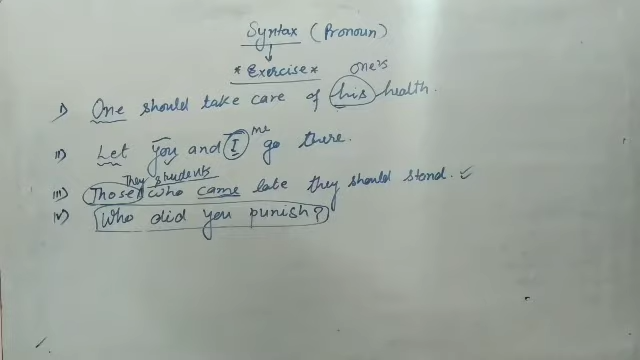 Syntax (Pronoun)
*Exercise*
one's
i) One should take care of his health.
me
ii) Let you and I go there.
They students
iii) Those who came late they should stand.
iv) Who did you punish?